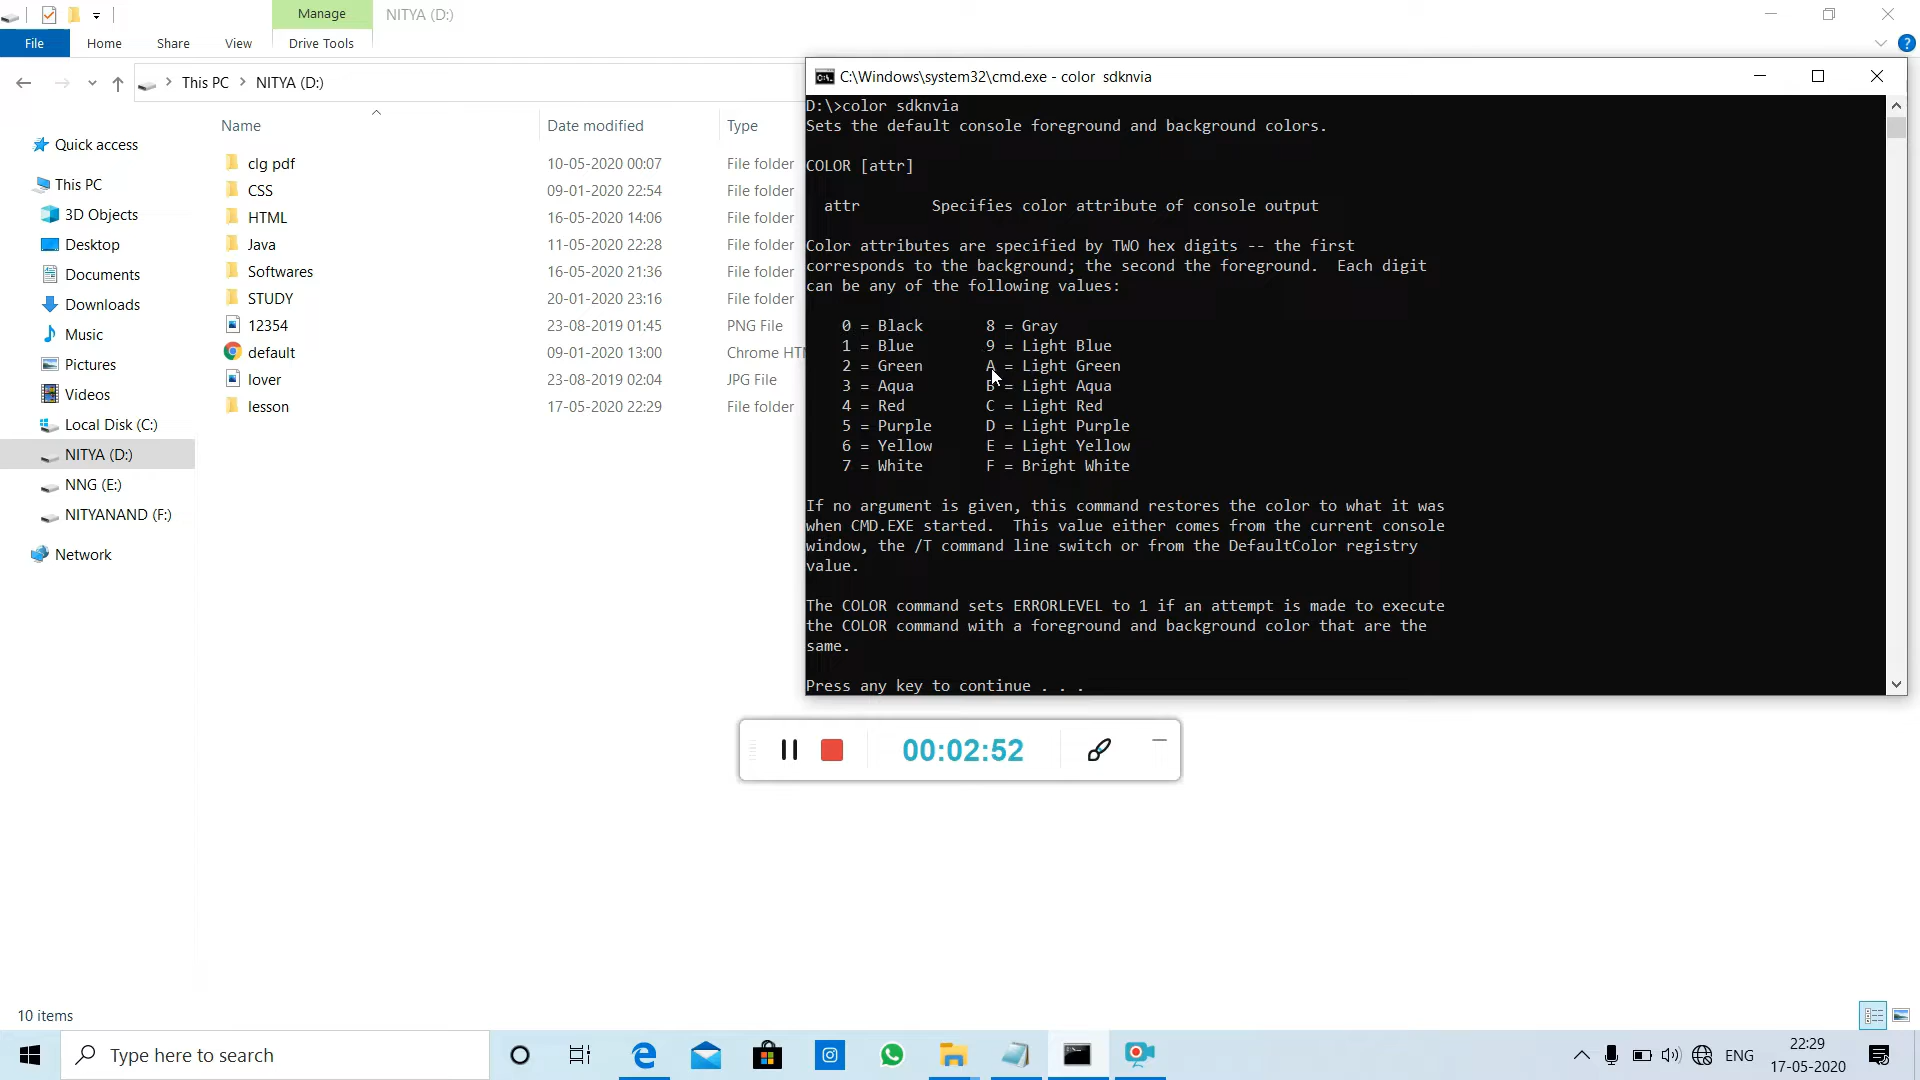 Manage
NITYA (D:)
File
Home
Share
View
Drive Tools
This PC
NITYA (D:)
Name
Date modified
Type
Quick access
This PC
3D Objects
Desktop
Documents
Downloads
Music
Pictures
Videos
Local Disk (C:)
NITYA (D:)
NNG (E:)
NITYANAND (F:)
Network
clg pdf 10-05-2020 00:07 File folder
CSS 09-01-2020 22:54 File folder
HTML 16-05-2020 14:06 File folder
Java 11-05-2020 22:28 File folder
Softwares 16-05-2020 21:36 File folder
STUDY 20-01-2020 23:16 File folder
12354 23-08-2019 01:45 PNG File
default 09-01-2020 13:00 Chrome HTM
lover 23-08-2019 02:04 JPG File
lesson 17-05-2020 22:29 File folder
C:\Windows\system32\cmd.exe - color  sdknvia
D:\>color sdknvia
Sets the default console foreground and background colors.
COLOR [attr]
attr        Specifies color attribute of console output
Color attributes are specified by TWO hex digits -- the first
corresponds to the background; the second the foreground.  Each digit
can be any of the following values:
0 = Black       8 = Gray
1 = Blue        9 = Light Blue
2 = Green       A = Light Green
3 = Aqua        B = Light Aqua
4 = Red         C = Light Red
5 = Purple      D = Light Purple
6 = Yellow      E = Light Yellow
7 = White       F = Bright White
If no argument is given, this command restores the color to what it was
when CMD.EXE started.  This value either comes from the current console
window, the /T command line switch or from the DefaultColor registry
value.
The COLOR command sets ERRORLEVEL to 1 if an attempt is made to execute
the COLOR command with a foreground and background color that are the
same.
Press any key to continue . . .
00:02:52
10 items
Type here to search
ENG
22:29
17-05-2020